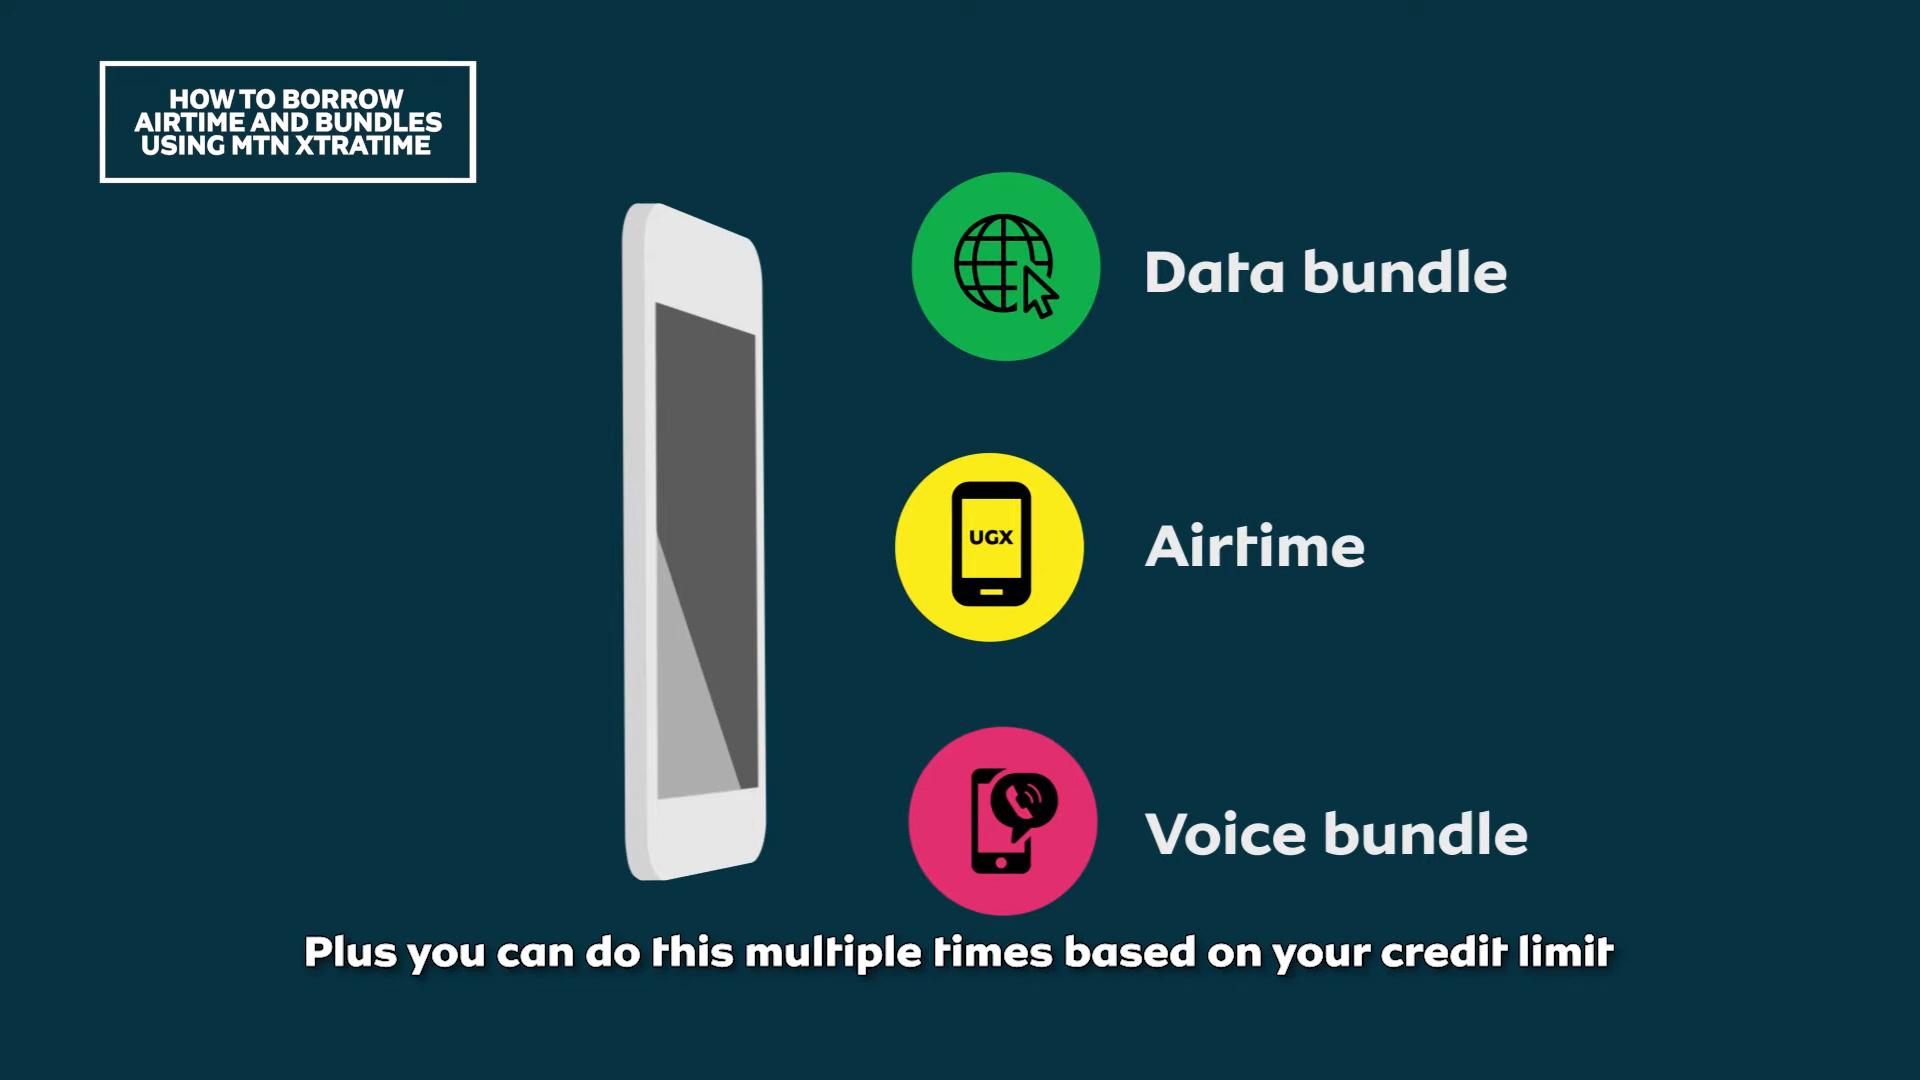 HOW TO BORROW
AIRTIME AND BUNDLES
USING MTN XTRATIME
Data bundle
UGX
Airtime
Voice bundle
Plus you can do this multiple times based on your credit limit